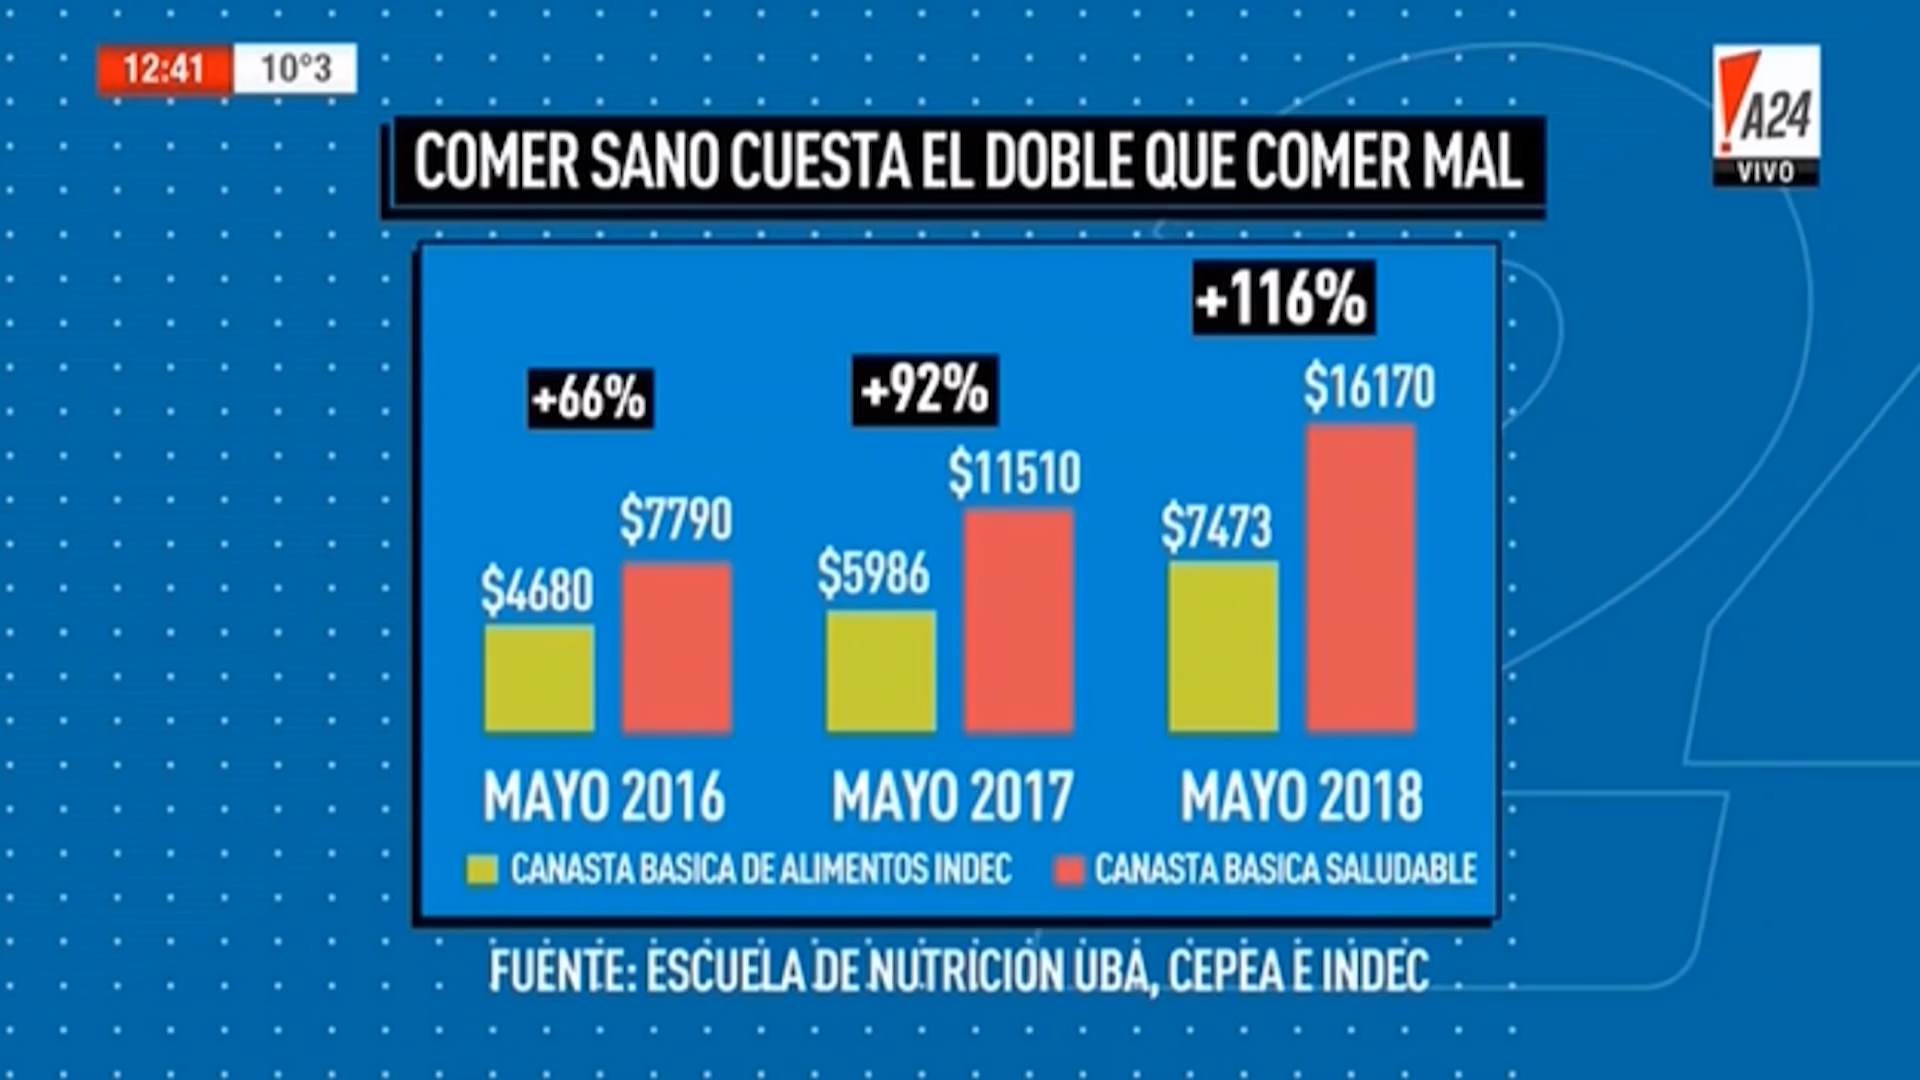 12:41 10°3
A24
VIVO
COMER SANO CUESTA EL DOBLE QUE COMER MAL
+66%
+92%
+116%
$4680
$7790
$5986
$11510
$7473
$16170
MAYO 2016
MAYO 2017
MAYO 2018
CANASTA BASICA DE ALIMENTOS INDEC
CANASTA BASICA SALUDABLE
FUENTE: ESCUELA DE NUTRICIÓN UBA, CEPEA E INDEC